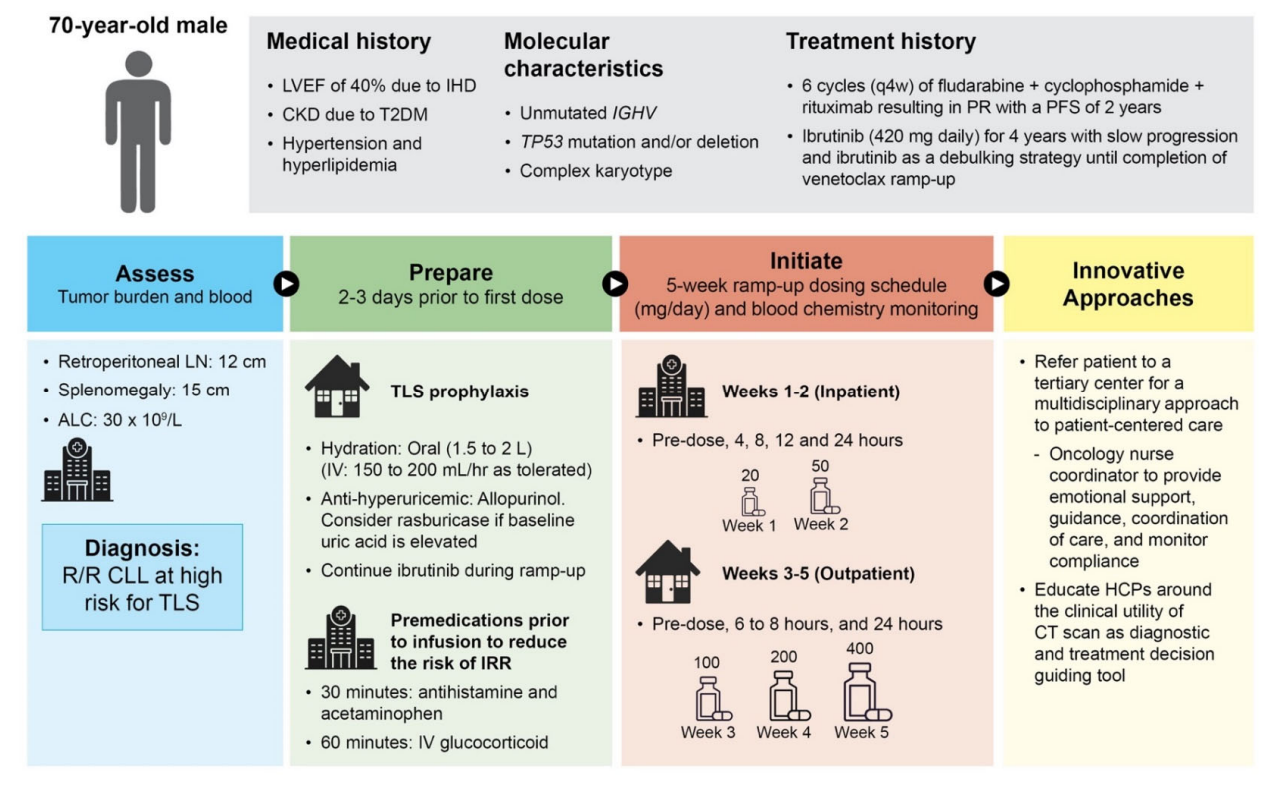 70-year-old male
Medical history
• LVEF of 40% due to IHD
• CKD due to T2DM
• Hypertension and
hyperlipidemia
Molecular
characteristics
• Unmutated IGHV
• TP53 mutation and/or deletion
• Complex karyotype
Treatment history
• 6 cycles (q4w) of fludarabine + cyclophosphamide +
rituximab resulting in PR with a PFS of 2 years
• Ibrutinib (420 mg daily) for 4 years with slow progression
and ibrutinib as a debulking strategy until completion of
venetoclax ramp-up
Assess
Tumor burden and blood
• Retroperitoneal LN: 12 cm
• Splenomegaly: 15 cm
• ALC: 30 x 10⁹/L
Diagnosis:
R/R CLL at high
risk for TLS
Prepare
2-3 days prior to first dose
TLS prophylaxis
• Hydration: Oral (1.5 to 2 L)
(IV: 150 to 200 mL/hr as tolerated)
• Anti-hyperuricemic: Allopurinol.
Consider rasburicase if baseline
uric acid is elevated
• Continue ibrutinib during ramp-up
Premedications prior
to infusion to reduce
the risk of IRR
• 30 minutes: antihistamine and
acetaminophen
• 60 minutes: IV glucocorticoid
Initiate
5-week ramp-up dosing schedule
(mg/day) and blood chemistry monitoring
Weeks 1-2 (Inpatient)
• Pre-dose, 4, 8, 12 and 24 hours
20
50
Week 1
Week 2
Weeks 3-5 (Outpatient)
• Pre-dose, 6 to 8 hours, and 24 hours
100
200
400
Week 3
Week 4
Week 5
Innovative
Approaches
• Refer patient to a
tertiary center for a
multidisciplinary approach
to patient-centered care
- Oncology nurse
coordinator to provide
emotional support,
guidance, coordination
of care, and monitor
compliance
• Educate HCPs around
the clinical utility of
CT scan as diagnostic
and treatment decision
guiding tool